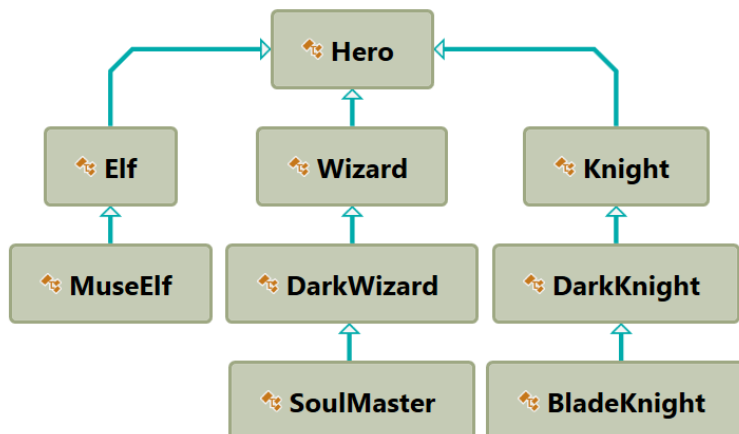 Hero
Elf
Wizard
Knight
MuseElf
DarkWizard
DarkKnight
SoulMaster
BladeKnight